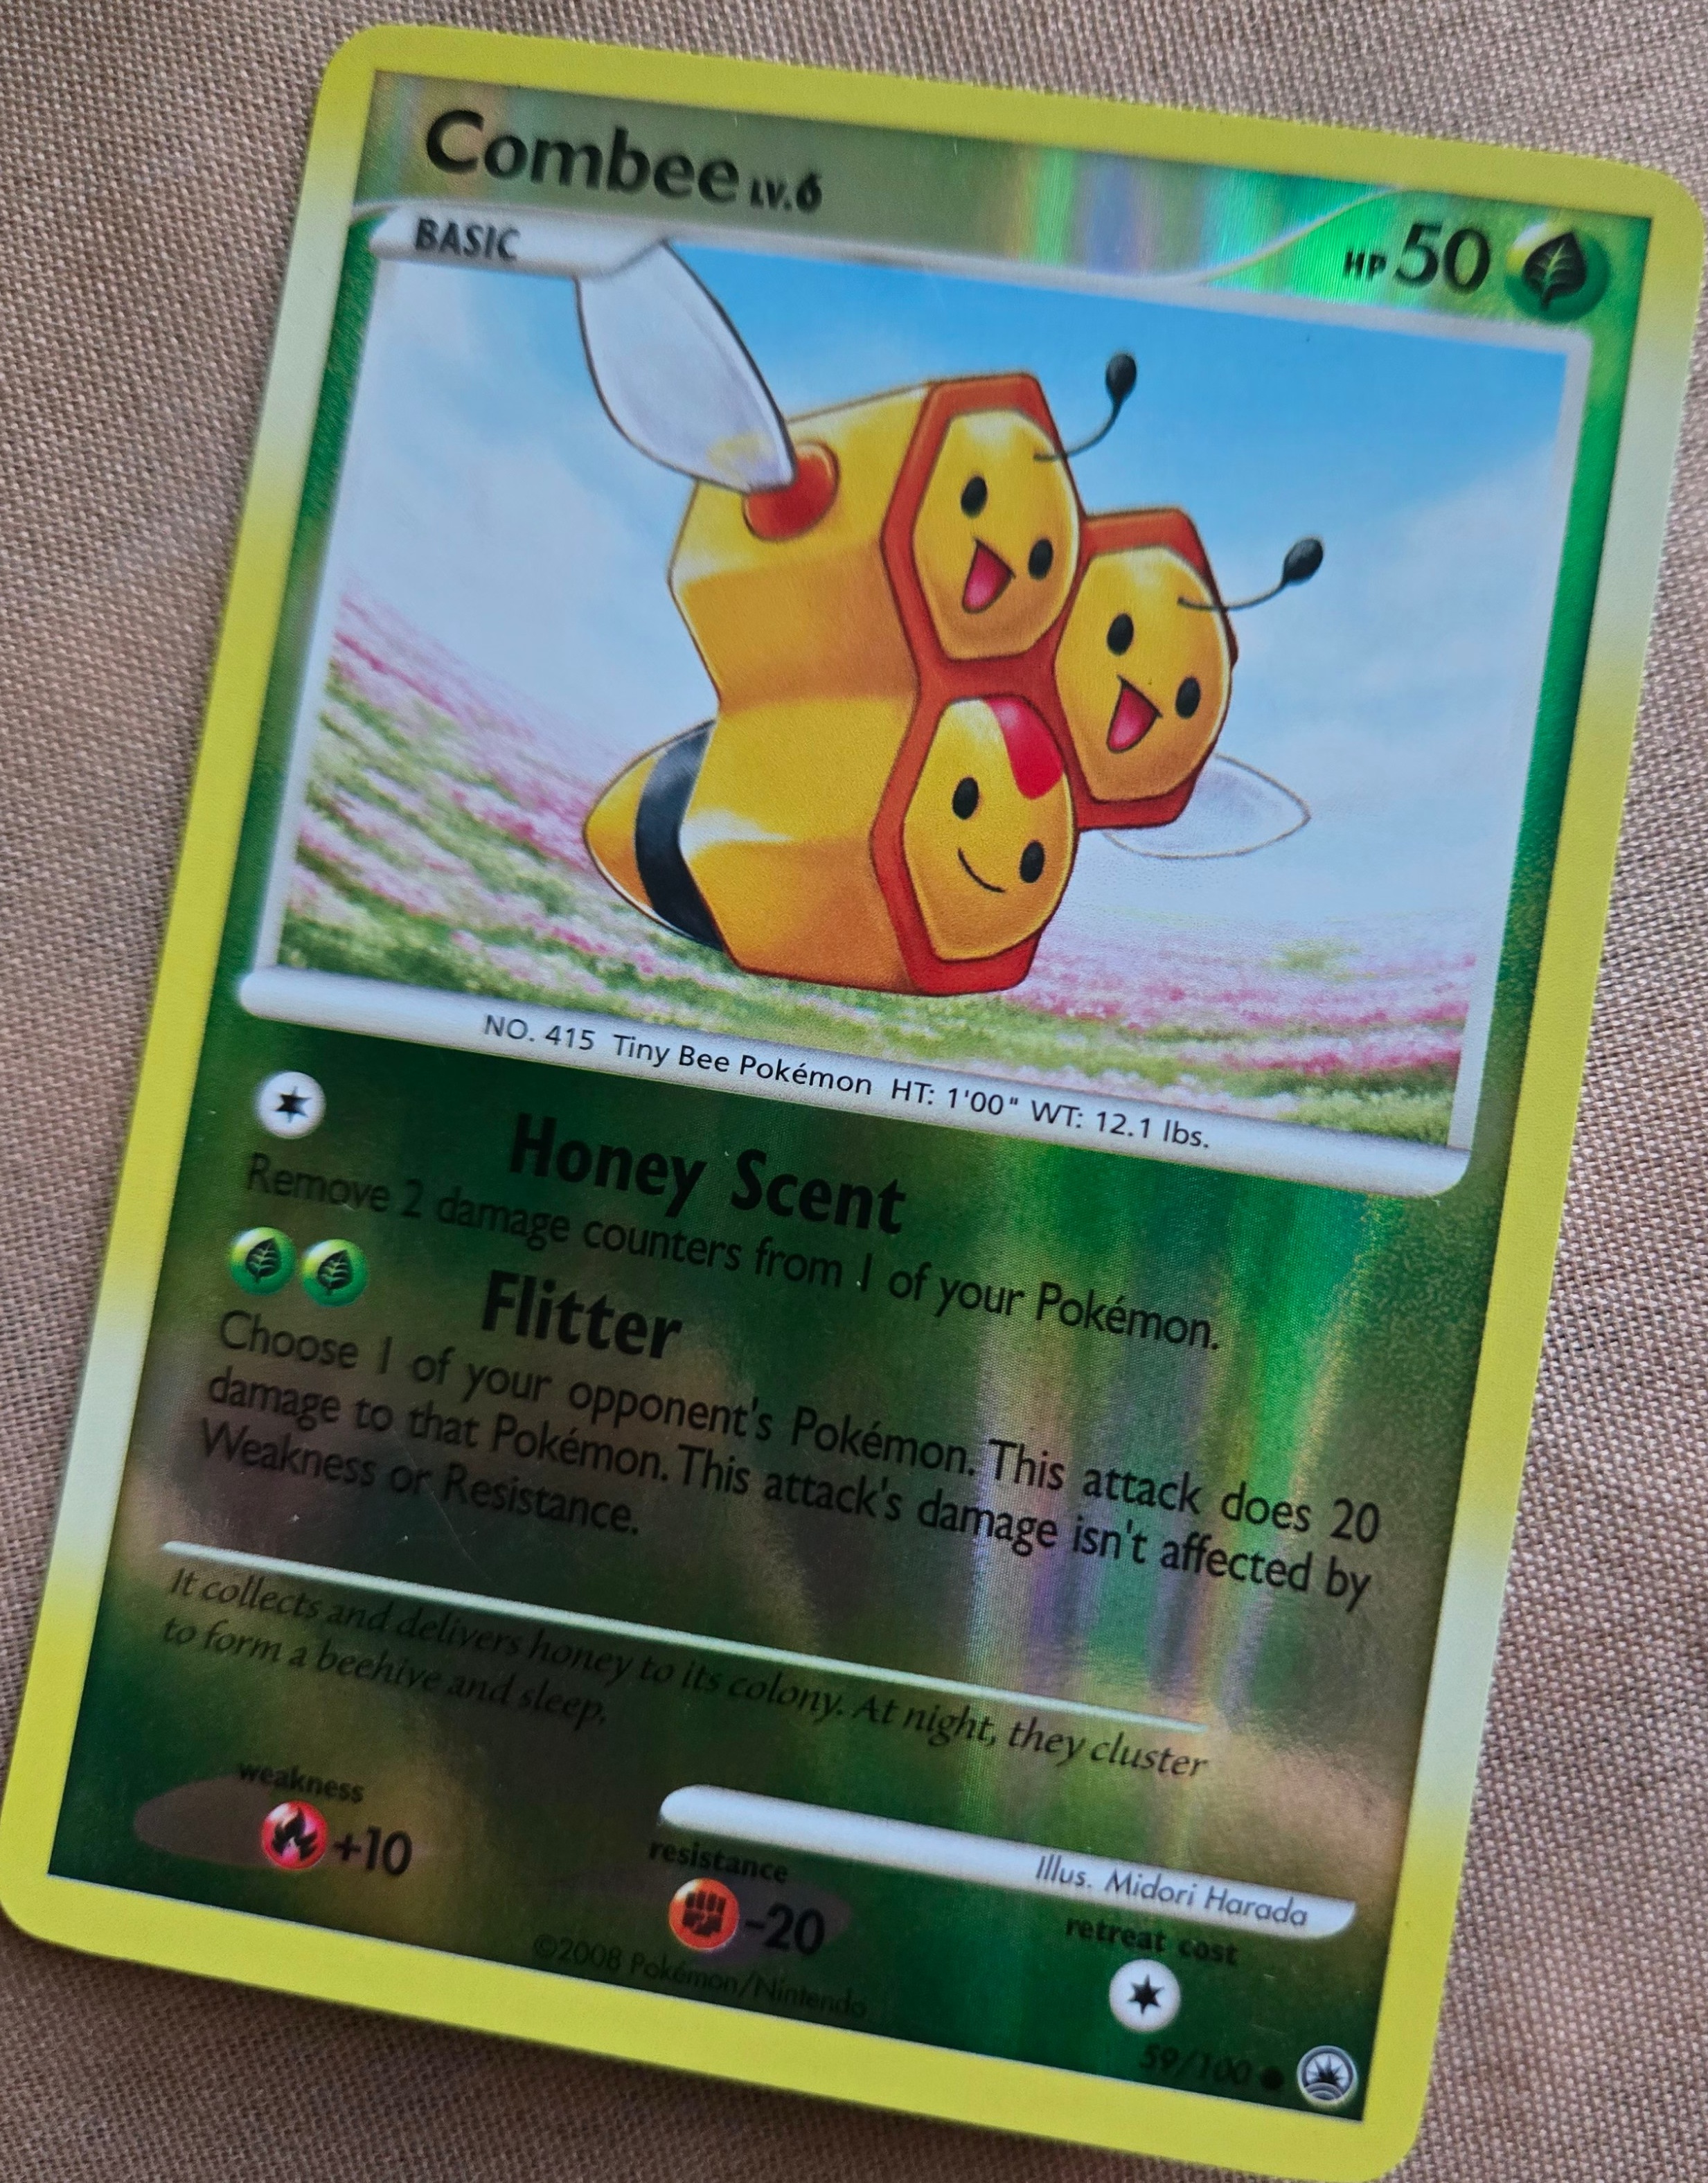 Combee LV.6
BASIC
HP 50
NO. 415 Tiny Bee Pokémon HT: 1'00" WT: 12.1 lbs.
Honey Scent
Remove 2 damage counters from 1 of your Pokémon.
Flitter
Choose 1 of your opponent's Pokémon. This attack does 20
damage to that Pokémon. This attack's damage isn't affected by
Weakness or Resistance.
It collects and delivers honey to its colony. At night, they cluster
to form a beehive and sleep.
weakness
+10
resistance
-20
Illus. Midori Harada
retreat cost
©2008 Pokémon/Nintendo
59/100